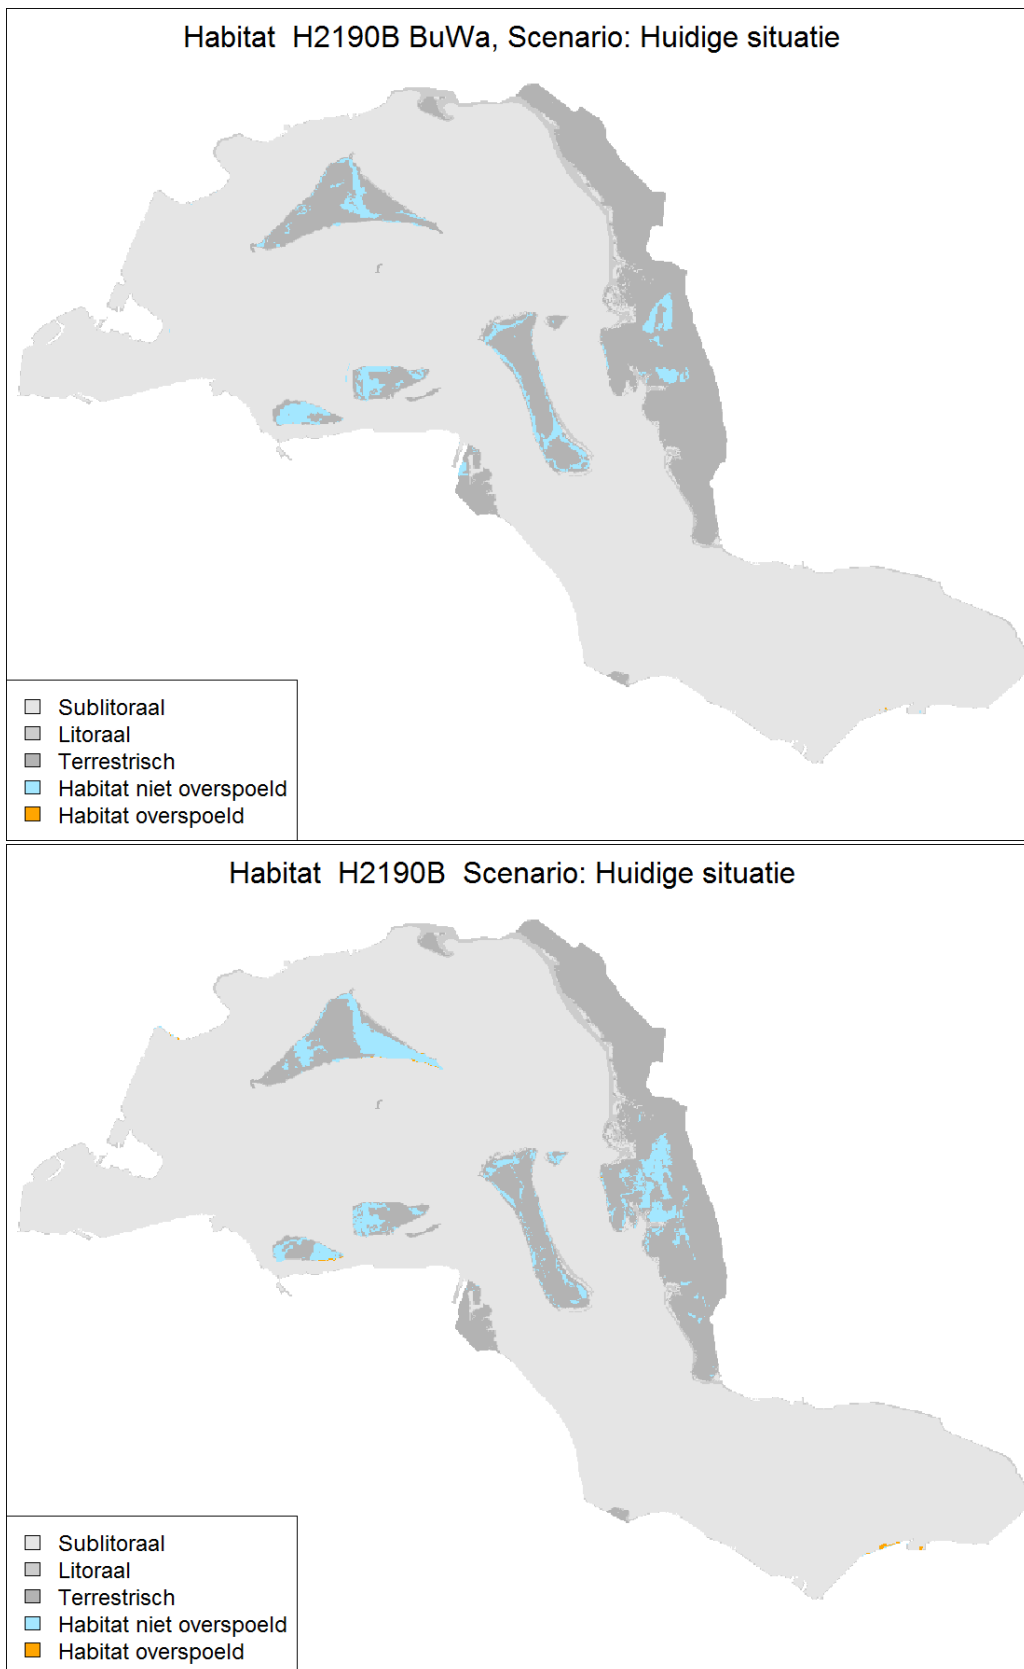 Habitat  H2190B BuWa, Scenario: Huidige situatie
Sublitoraal
Litoraal
Terrestrisch
Habitat niet overspoeld
Habitat overspoeld
Habitat  H2190B  Scenario: Huidige situatie
Sublitoraal
Litoraal
Terrestrisch
Habitat niet overspoeld
Habitat overspoeld